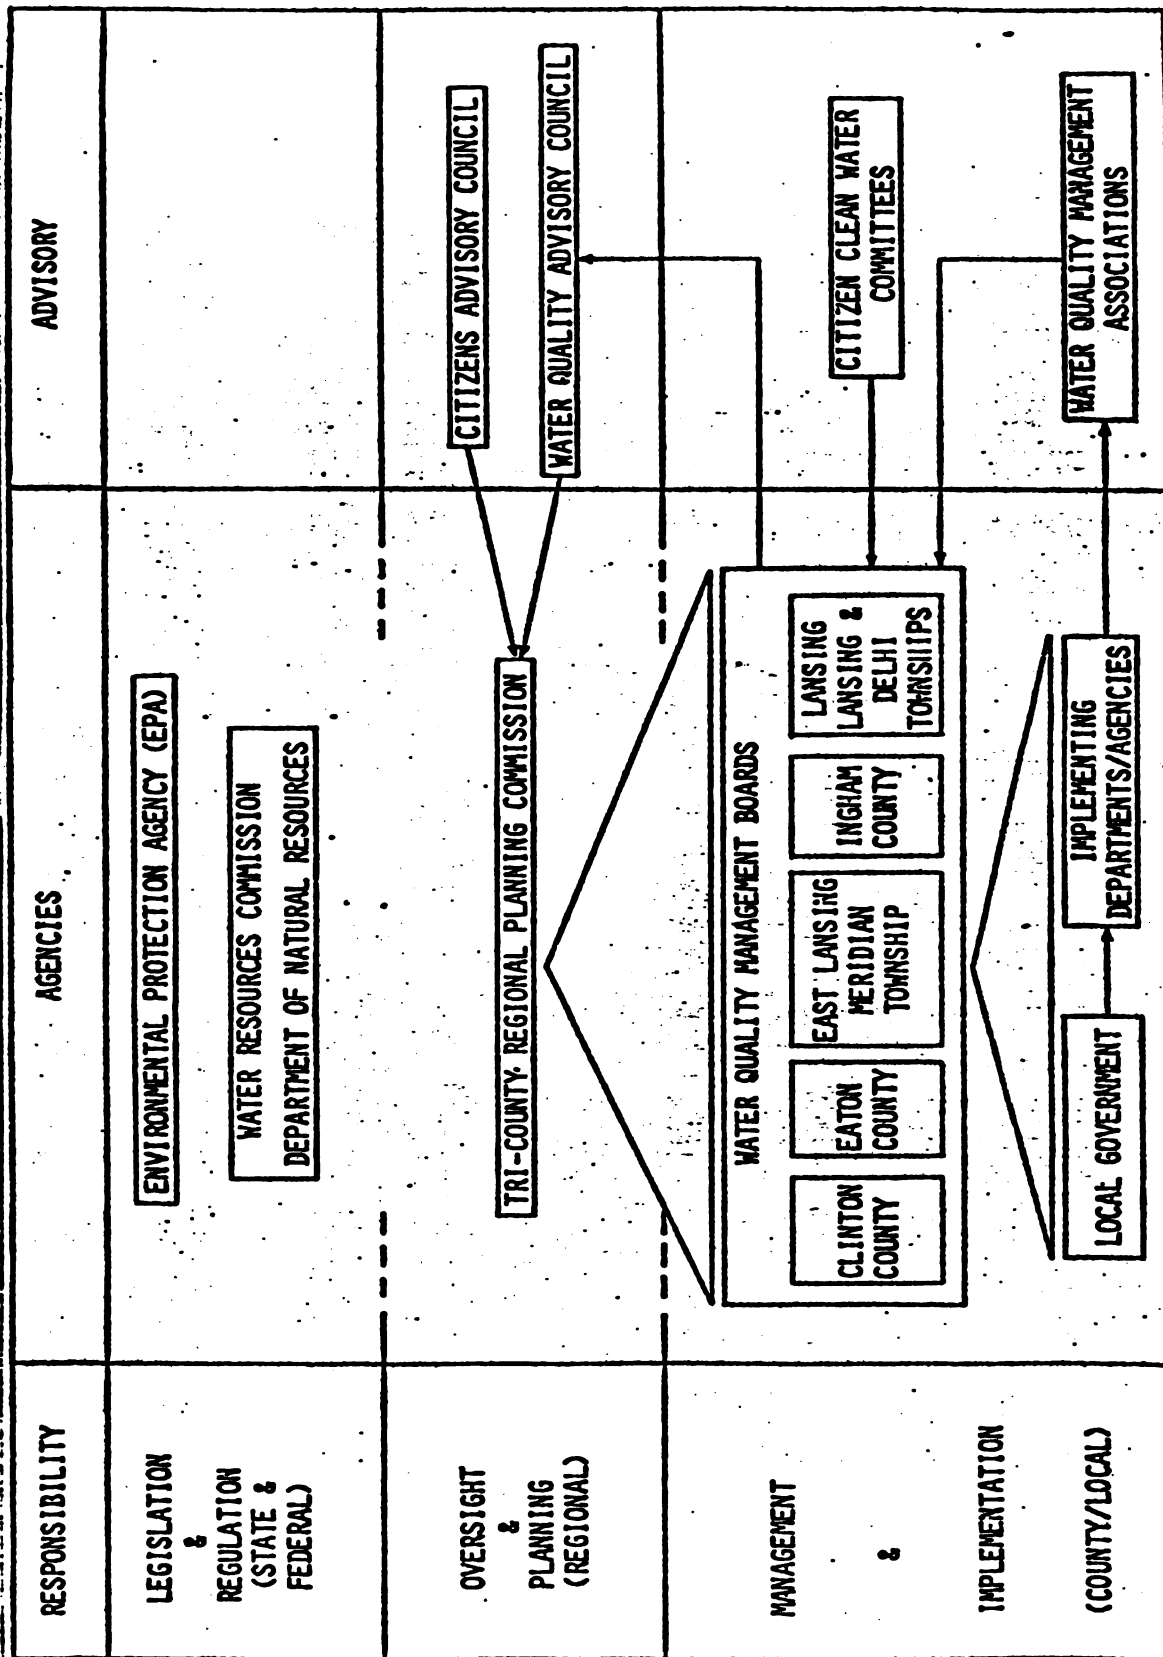 RESPONSIBILITY
AGENCIES
ADVISORY
LEGISLATION
&
REGULATION
(STATE &
FEDERAL)
ENVIRONMENTAL PROTECTION AGENCY (EPA)
WATER RESOURCES COMMISSION
DEPARTMENT OF NATURAL RESOURCES
OVERSIGHT
&
PLANNING
(REGIONAL)
TRI-COUNTY REGIONAL PLANNING COMMISSION
CITIZENS ADVISORY COUNCIL
WATER QUALITY ADVISORY COUNCIL
MANAGEMENT
&
IMPLEMENTATION
(COUNTY/LOCAL)
WATER QUALITY MANAGEMENT BOARDS
CLINTON
COUNTY
EATON
COUNTY
EAST LANSING
MERIDIAN
TOWNSHIP
INGHAM
COUNTY
LANSING
LANSING &
DELHI
TOWNSHIPS
CITIZEN CLEAN WATER
COMMITTEES
LOCAL GOVERNMENT
IMPLEMENTING
DEPARTMENTS/AGENCIES
WATER QUALITY MANAGEMENT
ASSOCIATIONS